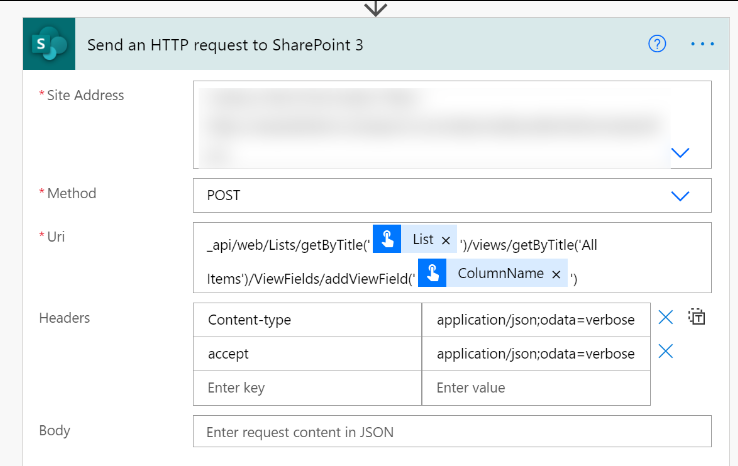 S
Send an HTTP request to SharePoint 3
?
* Site Address
* Method
POST
* Uri
_api/web/Lists/getByTitle(' List × ')/views/getByTitle('All
Items')/ViewFields/addViewField(' ColumnName × ')
Headers
Content-type application/json;odata=verbose
accept application/json;odata=verbose
Enter key Enter value
Body
Enter request content in JSON